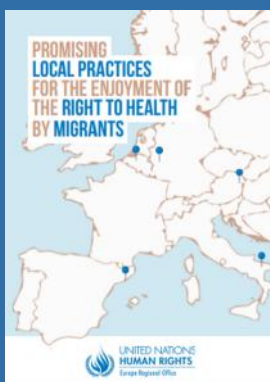 PROMISING
LOCAL PRACTICES
FOR THE ENJOYMENT OF
THE RIGHT TO HEALTH
BY MIGRANTS
UNITED NATIONS
HUMAN RIGHTS
Europe Regional Office